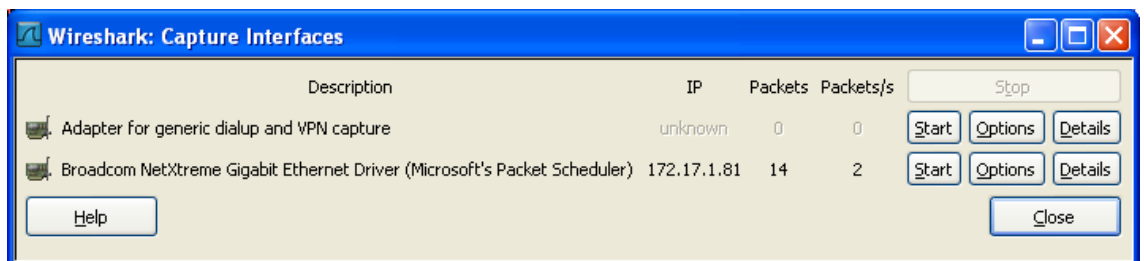 Wireshark: Capture Interfaces
Description IP Packets Packets/s Stop
Adapter for generic dialup and VPN capture unknown 0 0 Start Options Details
Broadcom NetXtreme Gigabit Ethernet Driver (Microsoft's Packet Scheduler) 172.17.1.81 14 2 Start Options Details
Help Close